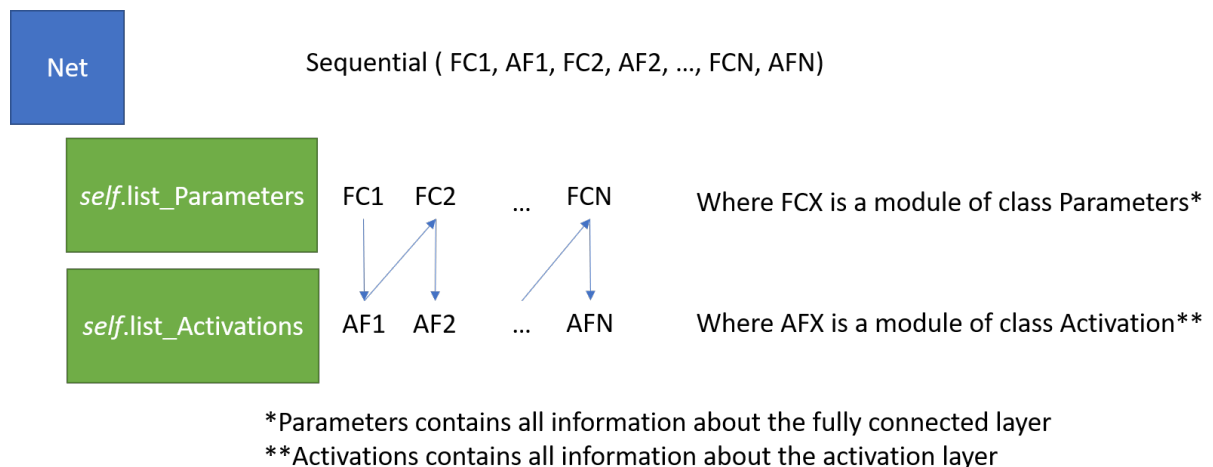 Net
Sequential ( FC1, AF1, FC2, AF2, ..., FCN, AFN)
self.list_Parameters
FC1 FC2 ... FCN
Where FCX is a module of class Parameters*
self.list_Activations
AF1 AF2 ... AFN
Where AFX is a module of class Activation**
*Parameters contains all information about the fully connected layer
**Activations contains all information about the activation layer